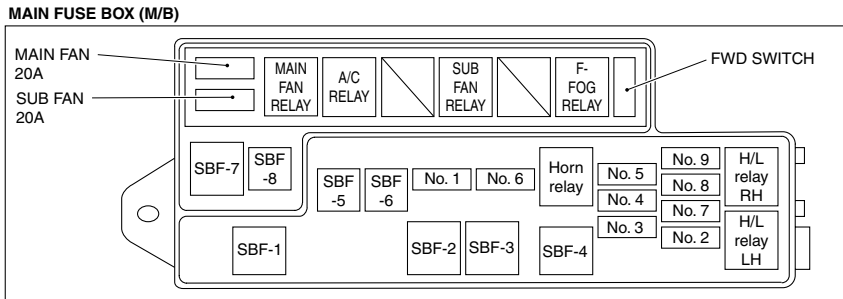 MAIN FUSE BOX (M/B)
MAIN FAN
20A
SUB FAN
20A
MAIN
FAN
RELAY
A/C
RELAY
SUB
FAN
RELAY
F-
FOG
RELAY
FWD SWITCH
SBF-7
SBF
-8
SBF
-5
SBF
-6
No. 1
No. 6
Horn
relay
No. 5
No. 4
No. 3
No. 9
No. 8
No. 7
No. 2
H/L
relay
RH
H/L
relay
LH
SBF-1
SBF-2
SBF-3
SBF-4